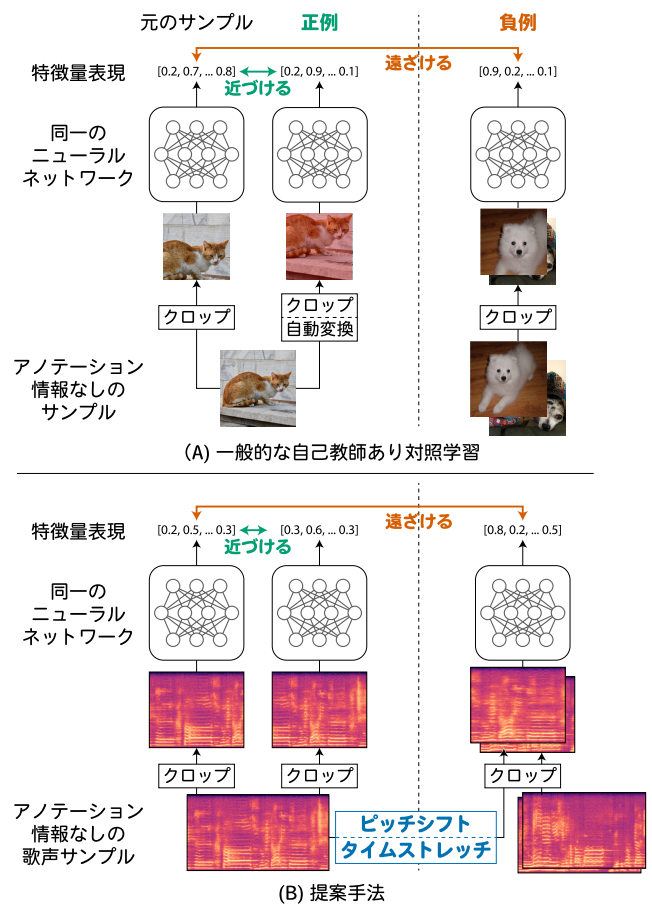 元のサンプル 正例 負例
遠ざける
特徴量表現 [0.2, 0.7, ... 0.8] [0.2, 0.9, ... 0.1] [0.9, 0.2, ... 0.1]
近づける
同一の
ニューラル
ネットワーク
クロップ クロップ クロップ
自動変換
アノテーション
情報なしの
サンプル
(A) 一般的な自己教師あり対照学習
遠ざける
特徴量表現 [0.2, 0.5, ... 0.3] [0.3, 0.6, ... 0.3] [0.8, 0.2, ... 0.5]
近づける
同一の
ニューラル
ネットワーク
クロップ クロップ クロップ
アノテーション
情報なしの
歌声サンプル
ピッチシフト
タイムストレッチ
(B) 提案手法